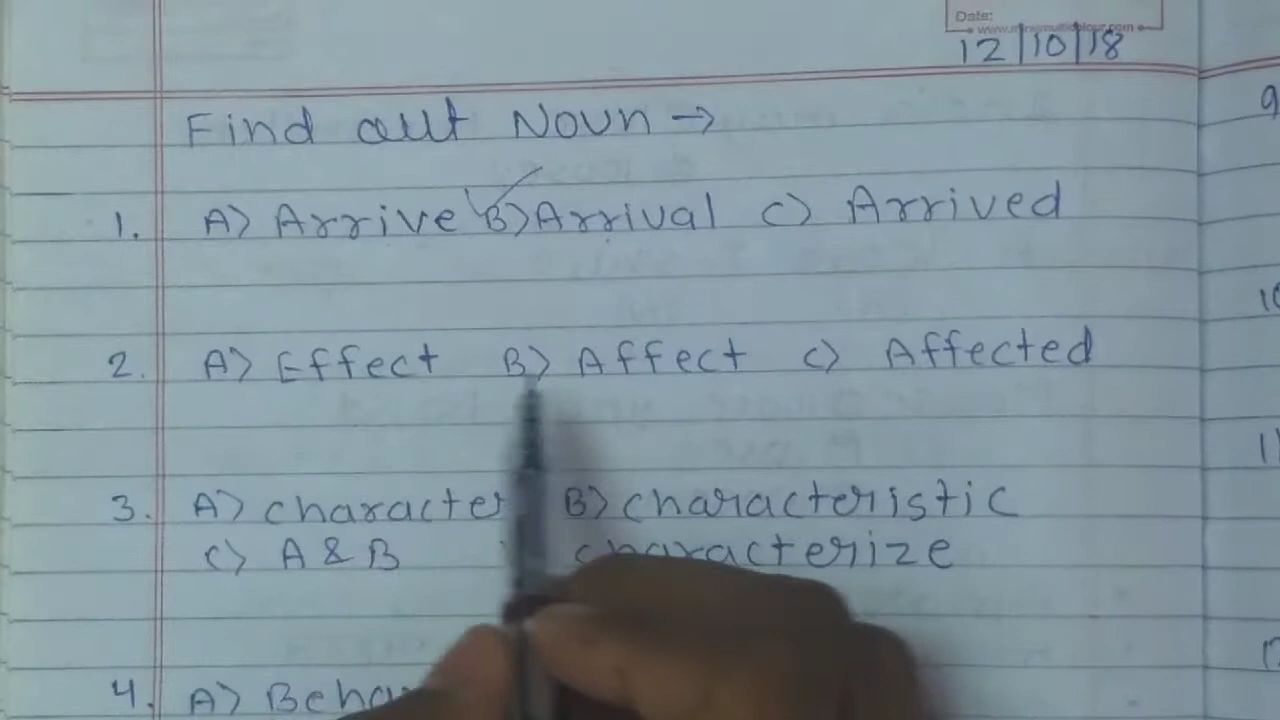 Date:
12/10/18
Find out Noun →
1. A) Arrive B) Arrival C) Arrived
2. A) Effect B) Affect C) Affected
3. A) character B) characteristic
C) A & B characterize
4. A)
9